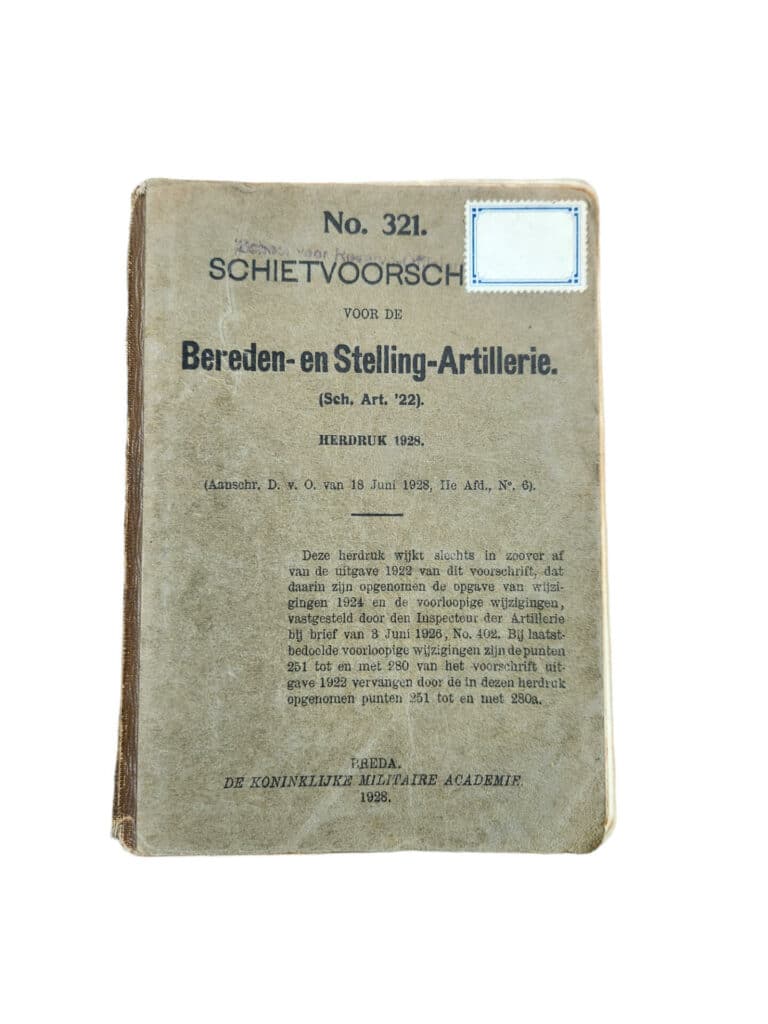 No. 321.
voor
SCHIETVOORSCH
VOOR DE
Bereden- en Stelling-Artillerie.
(Sch. Art. '22).
HERDRUK 1928.
(Aanschr. D. v. O. van 18 Juni 1928, IIe Afd., N°. 6).
Deze herdruk wijkt slechts in zoover af
van de uitgave 1922 van dit voorschrift, dat
daarin zijn opgenomen de opgave van wijzi-
gingen 1924 en de voorloopige wijzigingen,
vastgesteld door den Inspecteur der Artillerie
bij brief van 3 Juni 1926, No. 402. Bij laatst-
bedoelde voorloopige wijzigingen zijn de punten
251 tot en met 280 van het voorschrift uit-
gave 1922 vervangen door de in dezen herdruk
opgenomen punten 251 tot en met 280a.
BREDA.
DE KONINKLIJKE MILITAIRE ACADEMIE.
1928.